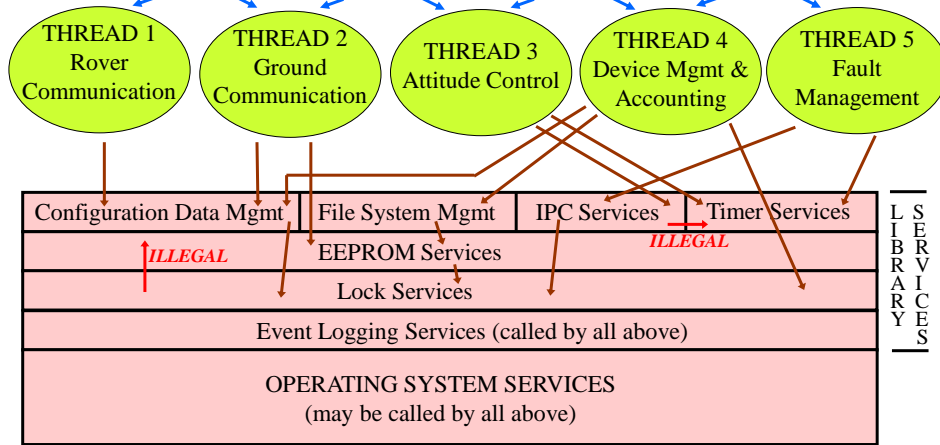 THREAD 1
Rover
Communication
THREAD 2
Ground
Communication
THREAD 3
Attitude Control
THREAD 4
Device Mgmt &
Accounting
THREAD 5
Fault
Management
Configuration Data Mgmt
File System Mgmt
IPC Services
Timer Services
ILLEGAL
ILLEGAL
EEPROM Services
Lock Services
Event Logging Services (called by all above)
OPERATING SYSTEM SERVICES
(may be called by all above)
LIBRARY
SERVICES